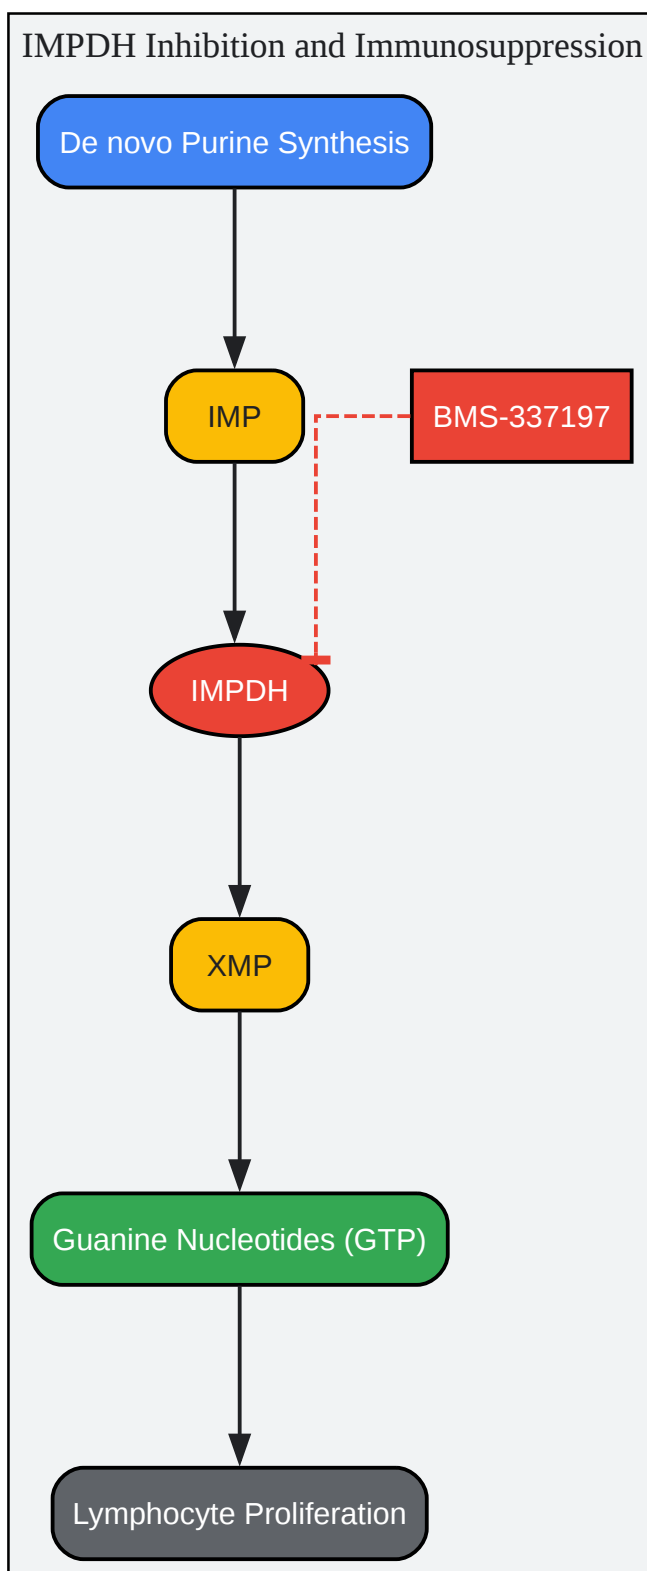 IMPDH Inhibition and Immunosuppression
De novo Purine Synthesis
IMP
BMS-337197
IMPDH
XMP
Guanine Nucleotides (GTP)
Lymphocyte Proliferation